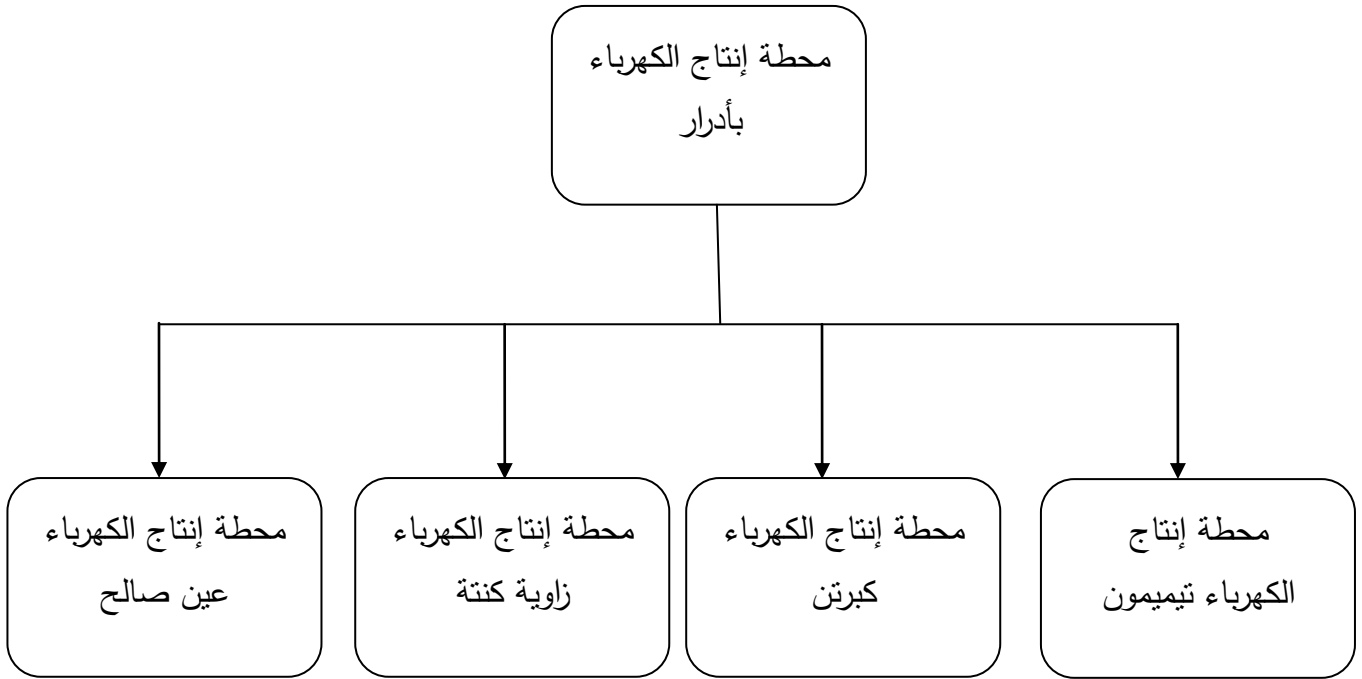 محطة إنتاج الكهرباء
بأدرار
محطة إنتاج
الكهرباء تيميمون
محطة إنتاج الكهرباء
كبرتن
محطة إنتاج الكهرباء
زاوية كنتة
محطة إنتاج الكهرباء
عين صالح